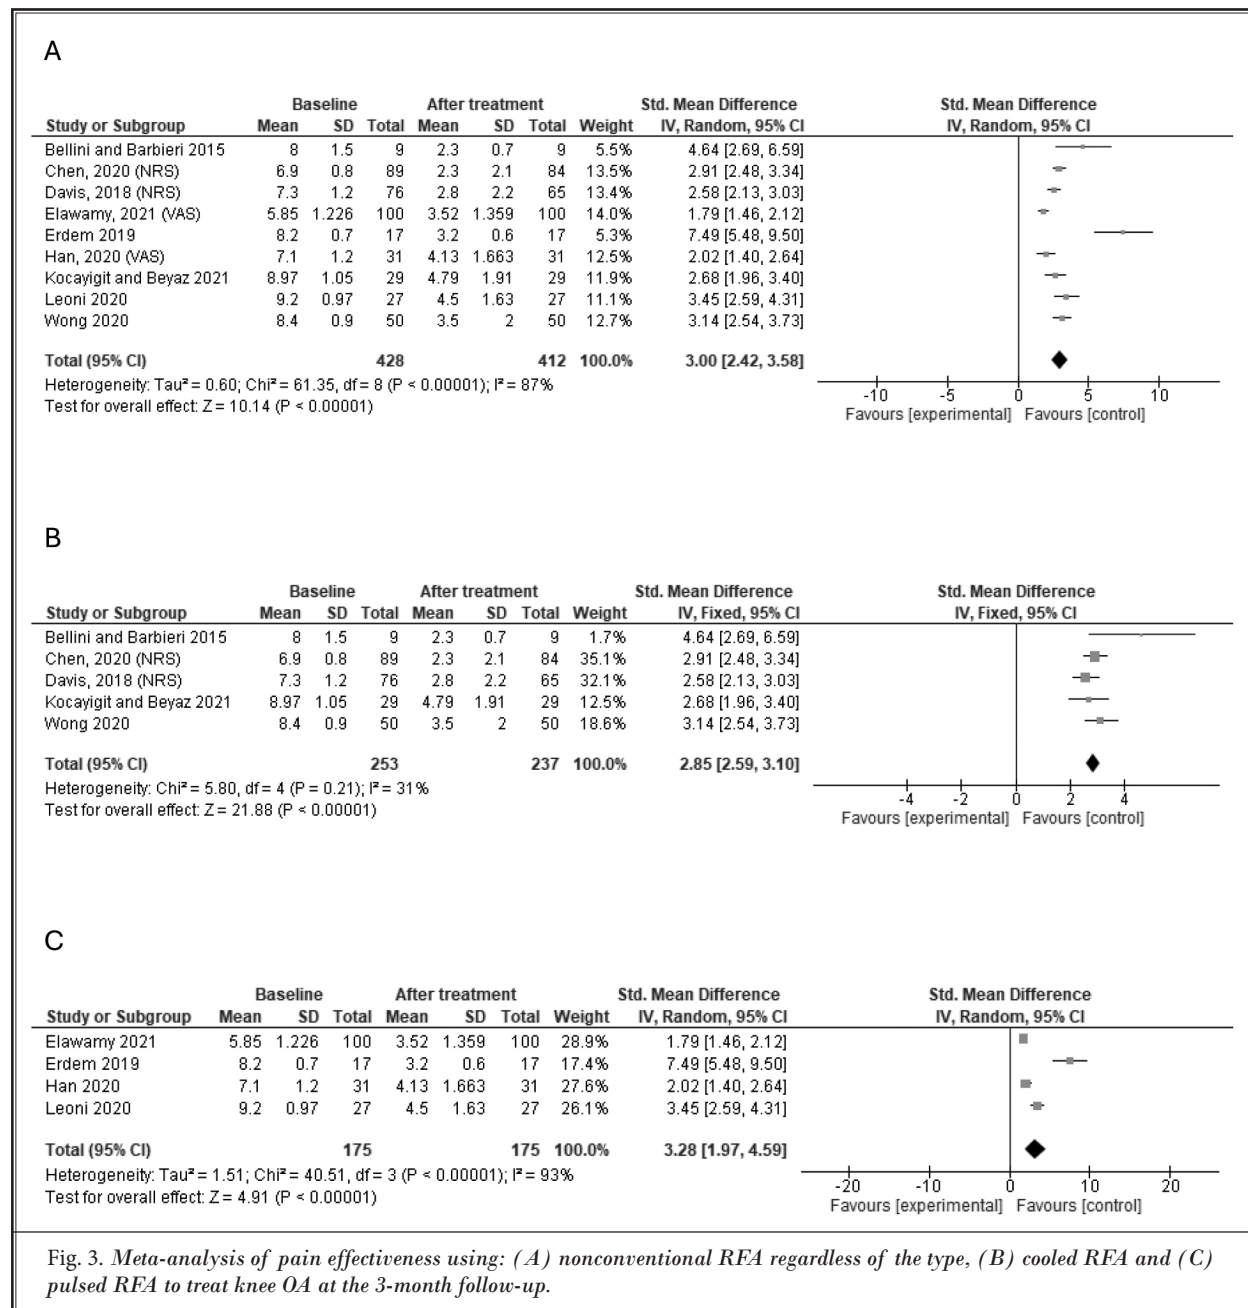 A
Baseline After treatment Std. Mean Difference Std. Mean Difference
Study or Subgroup Mean SD Total Mean SD Total Weight IV, Random, 95% CI IV, Random, 95% CI
Bellini and Barbieri 2015 8 1.5 9 2.3 0.7 9 5.5% 4.64 [2.69, 6.59]
Chen, 2020 (NRS) 6.9 0.8 89 2.3 2.1 84 13.5% 2.91 [2.48, 3.34]
Davis, 2018 (NRS) 7.3 1.2 76 2.8 2.2 65 13.4% 2.58 [2.13, 3.03]
Elawamy, 2021 (VAS) 5.85 1.226 100 3.52 1.359 100 14.0% 1.79 [1.46, 2.12]
Erdem 2019 8.2 0.7 17 3.2 0.6 17 5.3% 7.49 [5.48, 9.50]
Han, 2020 (VAS) 7.1 1.2 31 4.13 1.663 31 12.5% 2.02 [1.40, 2.64]
Kocayigit and Beyaz 2021 8.97 1.05 29 4.79 1.91 29 11.9% 2.68 [1.96, 3.40]
Leoni 2020 9.2 0.97 27 4.5 1.63 27 11.1% 3.45 [2.59, 4.31]
Wong 2020 8.4 0.9 50 3.5 2 50 12.7% 3.14 [2.54, 3.73]
Total (95% CI) 428 412 100.0% 3.00 [2.42, 3.58]
Heterogeneity: Tau² = 0.60; Chi² = 61.35, df = 8 (P < 0.00001); I² = 87%
Test for overall effect: Z = 10.14 (P < 0.00001)
-10 -5 0 5 10
Favours [experimental] Favours [control]
B
Baseline After treatment Std. Mean Difference Std. Mean Difference
Study or Subgroup Mean SD Total Mean SD Total Weight IV, Fixed, 95% CI IV, Fixed, 95% CI
Bellini and Barbieri 2015 8 1.5 9 2.3 0.7 9 1.7% 4.64 [2.69, 6.59]
Chen, 2020 (NRS) 6.9 0.8 89 2.3 2.1 84 35.1% 2.91 [2.48, 3.34]
Davis, 2018 (NRS) 7.3 1.2 76 2.8 2.2 65 32.1% 2.58 [2.13, 3.03]
Kocayigit and Beyaz 2021 8.97 1.05 29 4.79 1.91 29 12.5% 2.68 [1.96, 3.40]
Wong 2020 8.4 0.9 50 3.5 2 50 18.6% 3.14 [2.54, 3.73]
Total (95% CI) 253 237 100.0% 2.85 [2.59, 3.10]
Heterogeneity: Chi² = 5.80, df = 4 (P = 0.21); I² = 31%
Test for overall effect: Z = 21.88 (P < 0.00001)
-4 -2 0 2 4
Favours [experimental] Favours [control]
C
Baseline After treatment Std. Mean Difference Std. Mean Difference
Study or Subgroup Mean SD Total Mean SD Total Weight IV, Random, 95% CI IV, Random, 95% CI
Elawamy 2021 5.85 1.226 100 3.52 1.359 100 28.9% 1.79 [1.46, 2.12]
Erdem 2019 8.2 0.7 17 3.2 0.6 17 17.4% 7.49 [5.48, 9.50]
Han 2020 7.1 1.2 31 4.13 1.663 31 27.6% 2.02 [1.40, 2.64]
Leoni 2020 9.2 0.97 27 4.5 1.63 27 26.1% 3.45 [2.59, 4.31]
Total (95% CI) 175 175 100.0% 3.28 [1.97, 4.59]
Heterogeneity: Tau² = 1.51; Chi² = 40.51, df = 3 (P < 0.00001); I² = 93%
Test for overall effect: Z = 4.91 (P < 0.00001)
-20 -10 0 10 20
Favours [experimental] Favours [control]
Fig. 3. Meta-analysis of pain effectiveness using: (A) nonconventional RFA regardless of the type, (B) cooled RFA and (C)
pulsed RFA to treat knee OA at the 3-month follow-up.